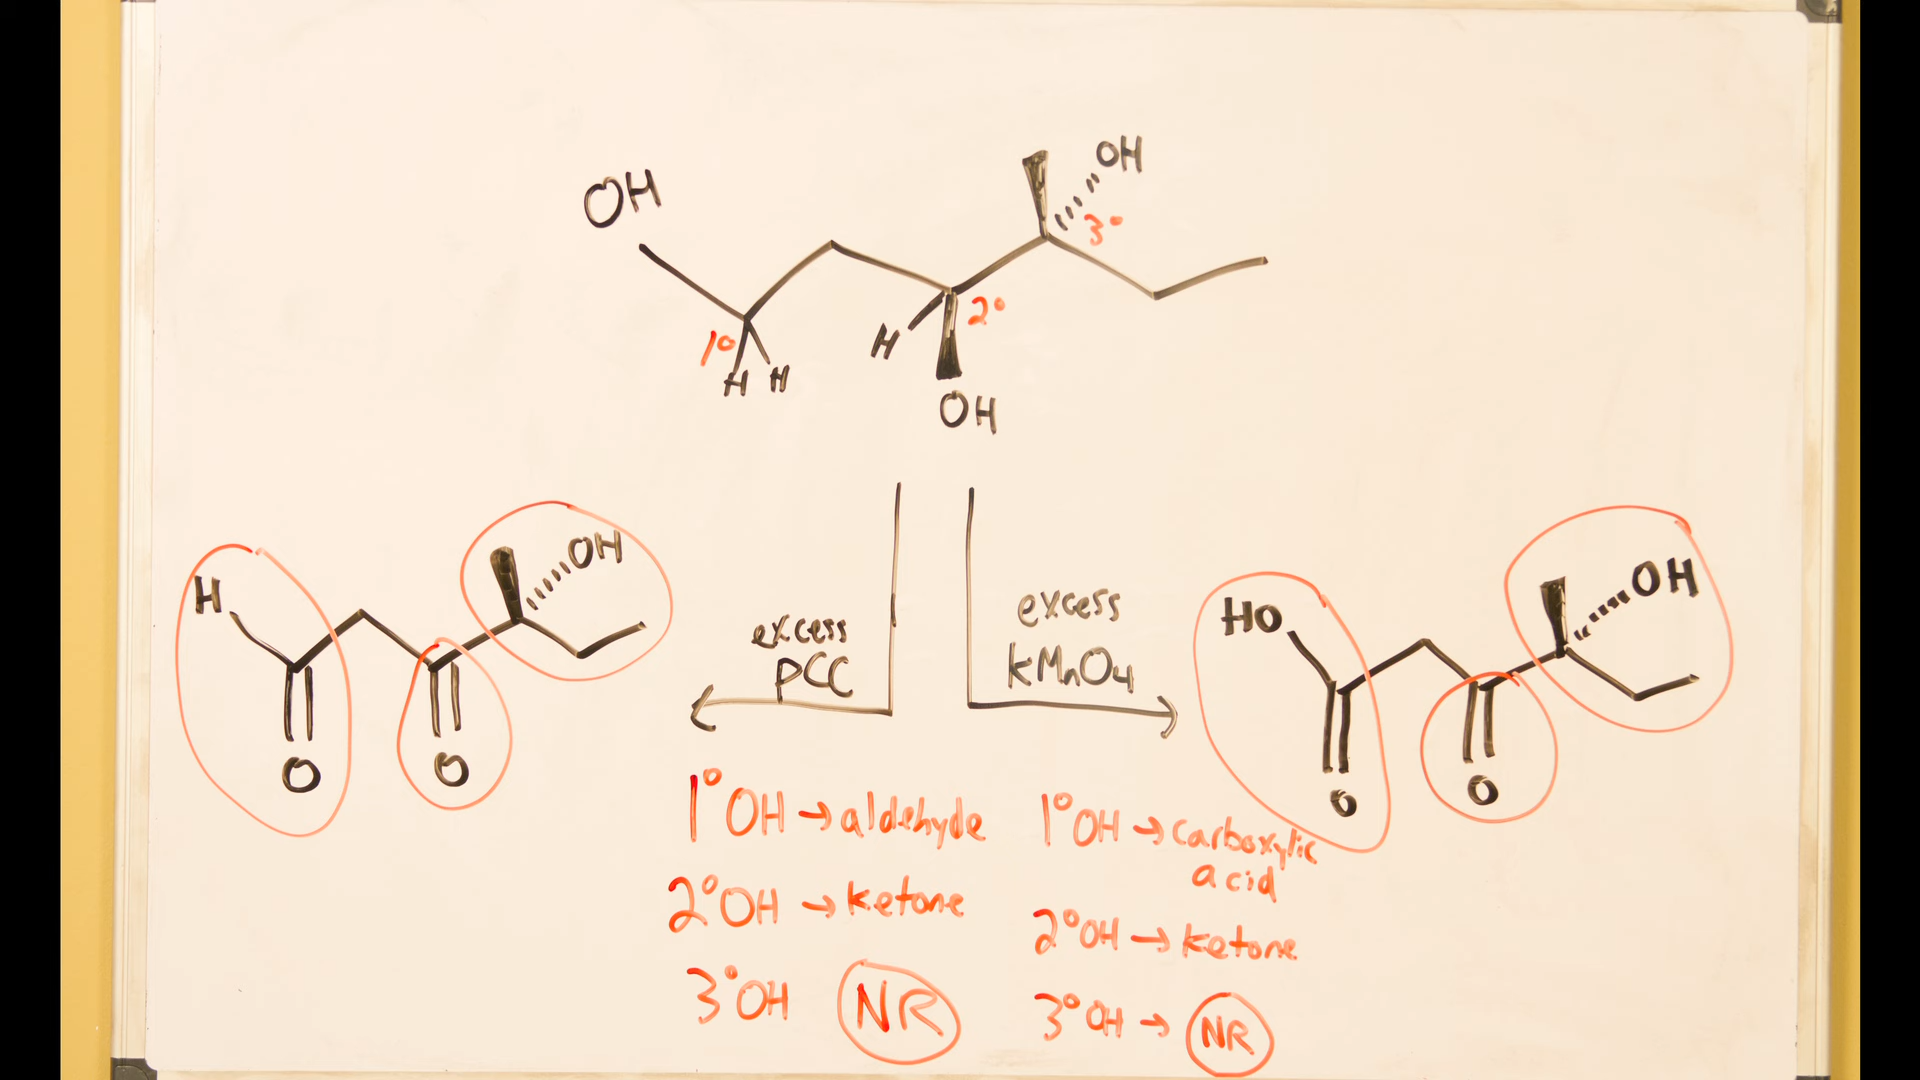 OH
OH
3°
2°
1°
H
H H
OH
H
OH
O
O
excess
PCC
excess
KMnO4
HO
OH
O
O
1°OH → aldehyde
2°OH → ketone
3°OH NR
1°OH → carboxylic
acid
2°OH → ketone
3°OH → NR